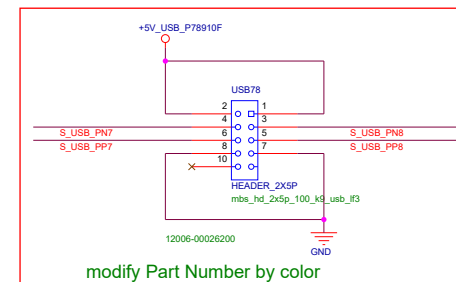 +5V_USB_P78910F
USB78
2 1
4 3
S_USB_PN7 6 5 S_USB_PN8
S_USB_PP7 8 7 S_USB_PP8
10
HEADER_2X5P
mbs_hd_2x5p_100_k9_usb_lf3
12006-00026200
GND
modify Part Number by color